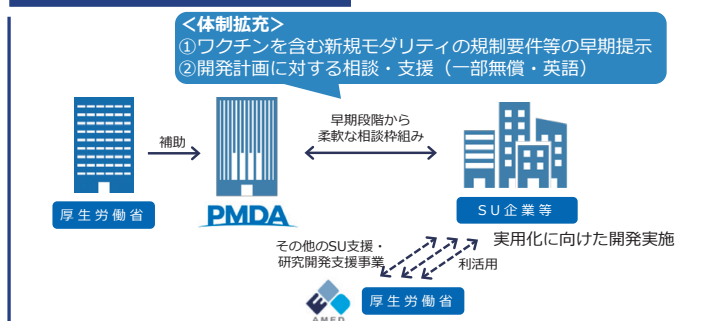 ＜体制拡充＞
①ワクチンを含む新規モダリティの規制要件等の早期提示
②開発計画に対する相談・支援（一部無償・英語）
早期段階から
柔軟な相談枠組み
補助
厚生労働省
PMDA
SU企業等
実用化に向けた開発実施
その他のSU支援・
研究開発支援事業
利活用
厚生労働省
AMED